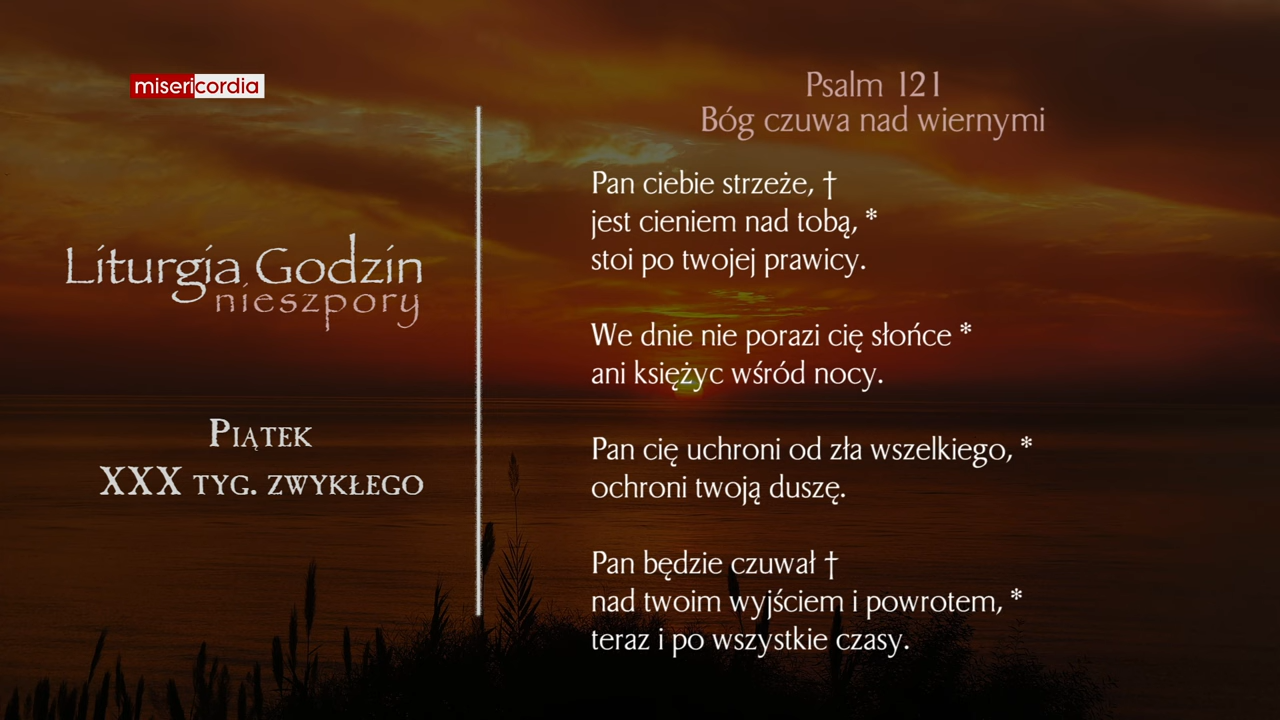 misericordia
Liturgia Godzin
nieszpory
Piątek
XXX tyg. zwykłego
Psalm 121
Bóg czuwa nad wiernymi
Pan ciebie strzeże, †
jest cieniem nad tobą, *
stoi po twojej prawicy.
We dnie nie porazi cię słońce *
ani księżyc wśród nocy.
Pan cię uchroni od zła wszelkiego, *
ochroni twoją duszę.
Pan będzie czuwał †
nad twoim wyjściem i powrotem, *
teraz i po wszystkie czasy.